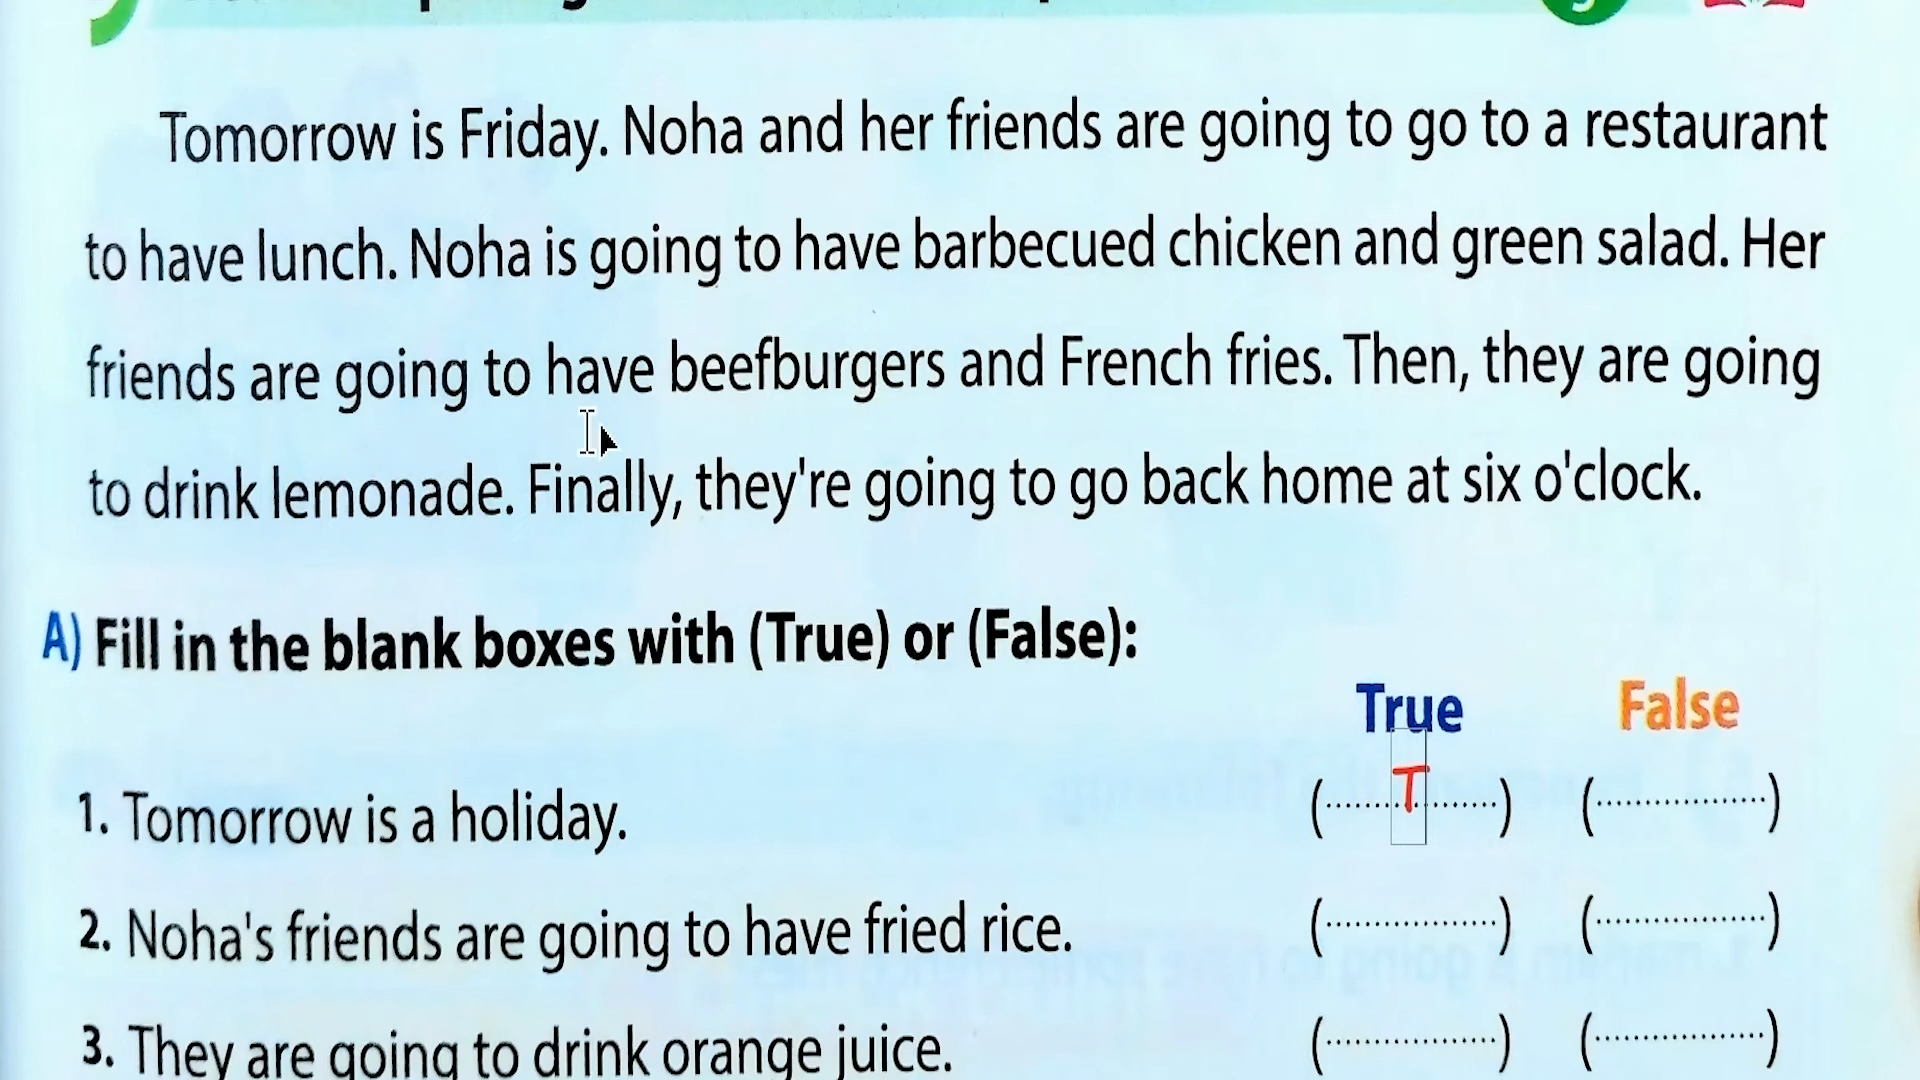 Tomorrow is Friday. Noha and her friends are going to go to a restaurant
to have lunch. Noha is going to have barbecued chicken and green salad. Her
friends are going to have beefburgers and French fries. Then, they are going
to drink lemonade. Finally, they're going to go back home at six o'clock.
A) Fill in the blank boxes with (True) or (False):
True False
1. Tomorrow is a holiday. (........T.........) (..................)
2. Noha's friends are going to have fried rice. (..................) (..................)
3. They are going to drink orange juice. (..................) (..................)